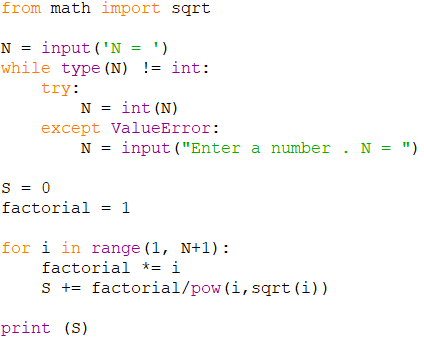 from math import sqrt
N = input('N = ')
while type(N) != int:
    try:
        N = int(N)
    except ValueError:
        N = input("Enter a number . N = ")
S = 0
factorial = 1
for i in range(1, N+1):
    factorial *= i
    S += factorial/pow(i,sqrt(i))
print (S)